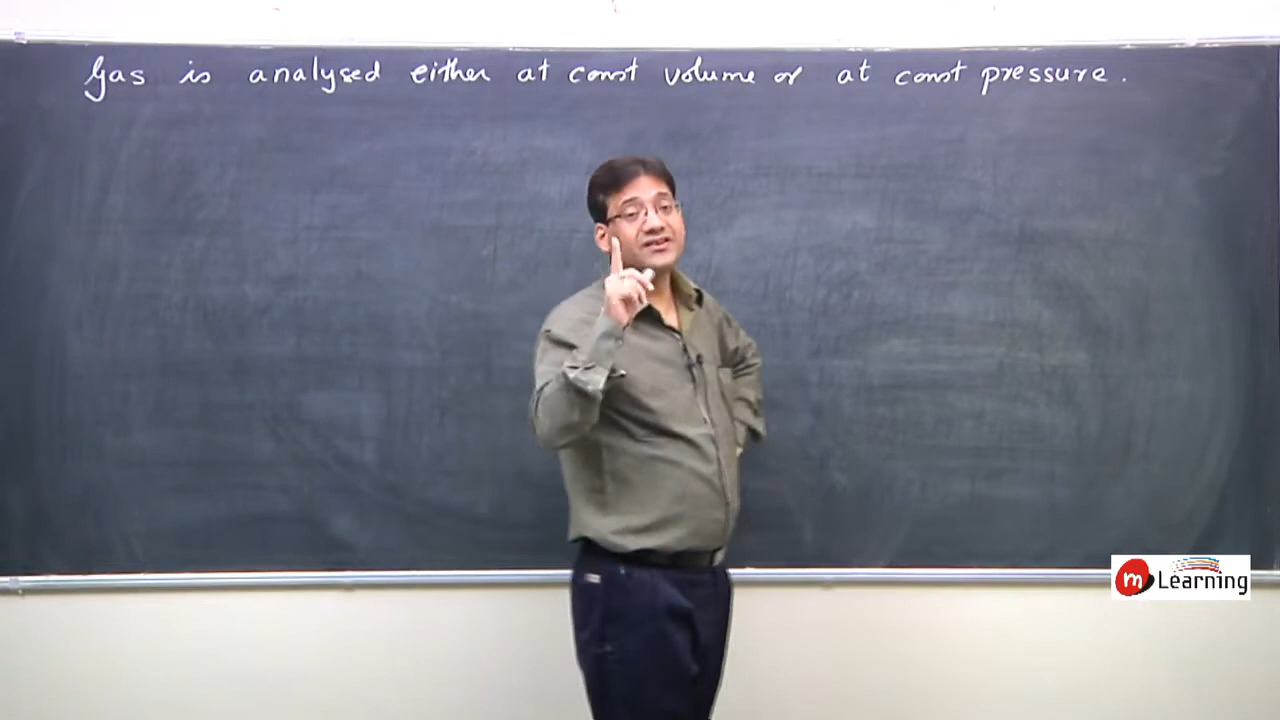 Gas is analysed either at const volume or at const pressure.
m Learning